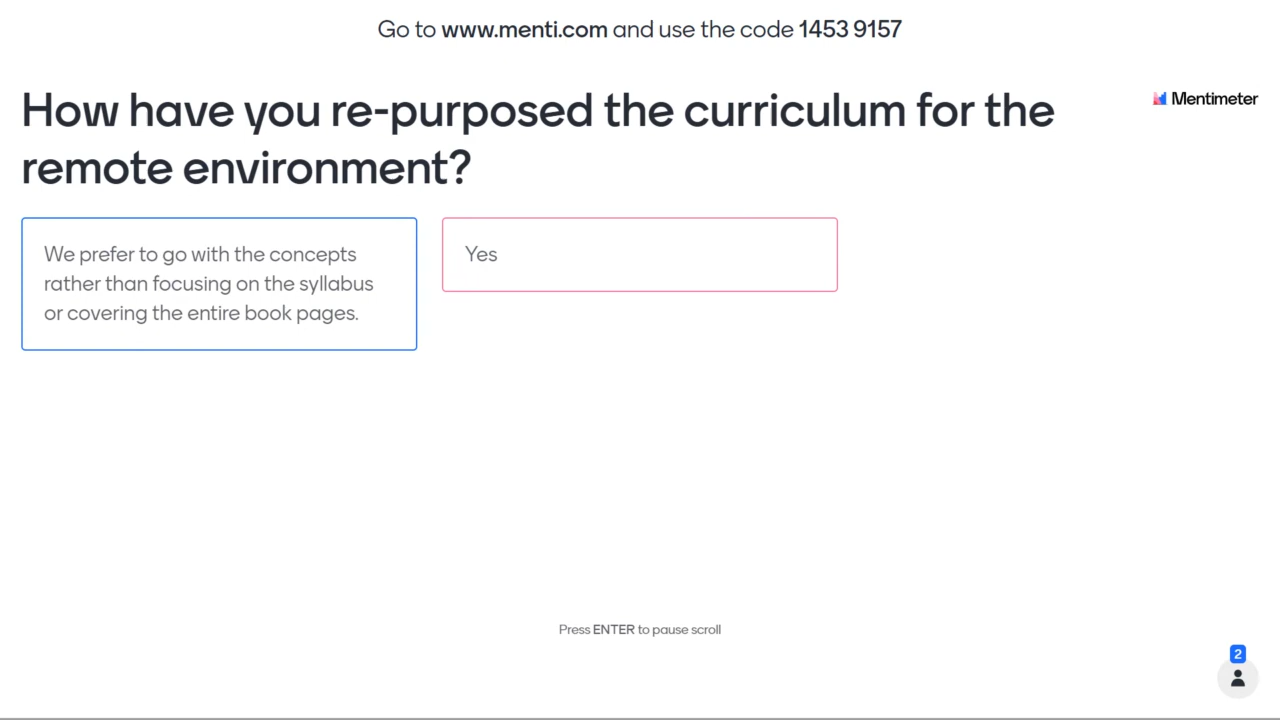 Go to www.menti.com and use the code 1453 9157
How have you re-purposed the curriculum for the
remote environment?
Mentimeter
We prefer to go with the concepts
rather than focusing on the syllabus
or covering the entire book pages.
Yes
Press ENTER to pause scroll
2